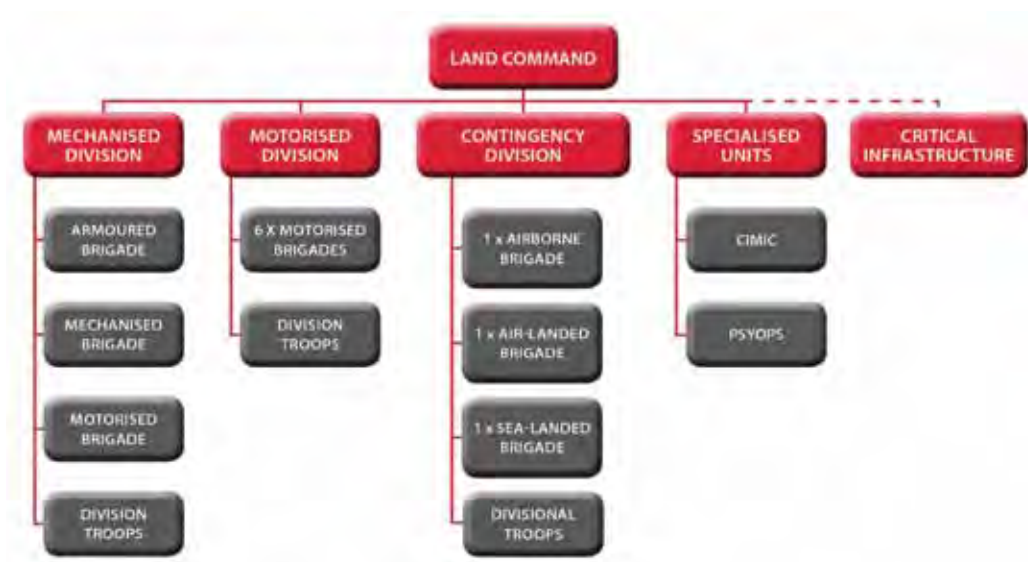 LAND COMMAND
MECHANISED
DIVISION
MOTORISED
DIVISION
CONTINGENCY
DIVISION
SPECIALISED
UNITS
CRITICAL
INFRASTRUCTURE
ARMOURED
BRIGADE
MECHANISED
BRIGADE
MOTORISED
BRIGADE
DIVISION
TROOPS
6 X MOTORISED
BRIGADES
DIVISION
TROOPS
1 x AIRBORNE
BRIGADE
1 x AIR-LANDED
BRIGADE
1 x SEA-LANDED
BRIGADE
DIVISIONAL
TROOPS
CIMIC
PSYOPS